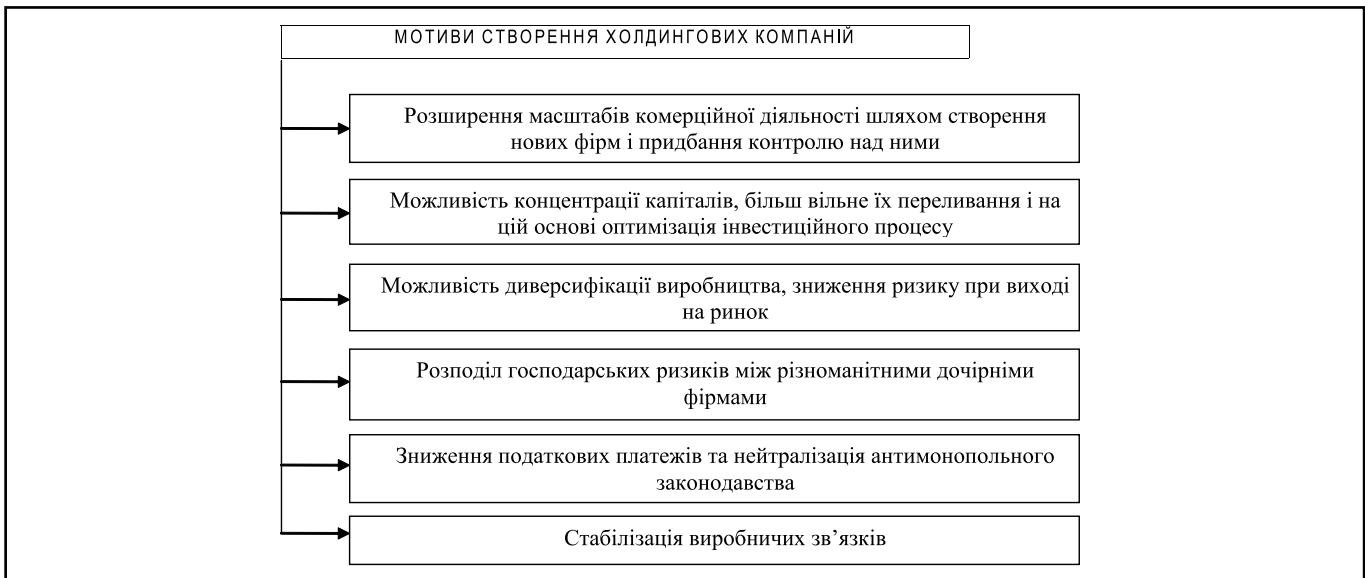 МОТИВИ СТВОРЕННЯ ХОЛДИНГОВИХ КОМПАНІЙ
Розширення масштабів комерційної діяльності шляхом створення
нових фірм і придбання контролю над ними
Можливість концентрації капіталів, більш вільне їх переливання і на
цій основі оптимізація інвестиційного процесу
Можливість диверсифікації виробництва, зниження ризику при виході
на ринок
Розподіл господарських ризиків між різноманітними дочірніми
фірмами
Зниження податкових платежів та нейтралізація антимонопольного
законодавства
Стабілізація виробничих зв’язків